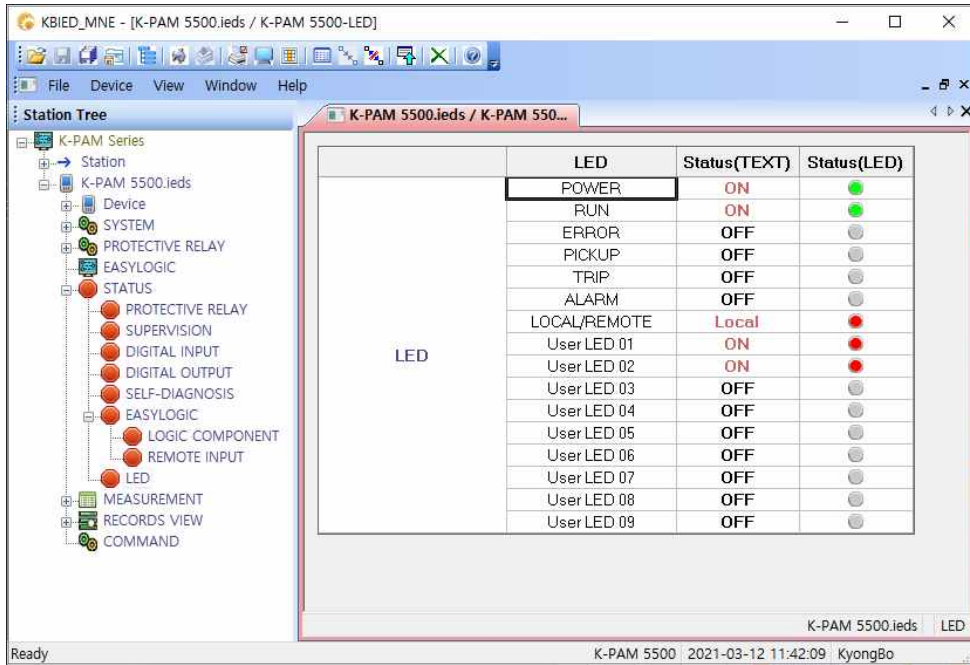 KBIED_MNE - [K-PAM 5500.ieds / K-PAM 5500-LED]
File Device View Window Help
Station Tree
K-PAM Series
Station
K-PAM 5500.ieds
Device
SYSTEM
PROTECTIVE RELAY
EASYLOGIC
STATUS
PROTECTIVE RELAY
SUPERVISION
DIGITAL INPUT
DIGITAL OUTPUT
SELF-DIAGNOSIS
EASYLOGIC
LOGIC COMPONENT
REMOTE INPUT
LED
MEASUREMENT
RECORDS VIEW
COMMAND
K-PAM 5500.ieds / K-PAM 550...
LED Status(TEXT) Status(LED)
LED
POWER ON
RUN ON
ERROR OFF
PICKUP OFF
TRIP OFF
ALARM OFF
LOCAL/REMOTE Local
User LED 01 ON
User LED 02 ON
User LED 03 OFF
User LED 04 OFF
User LED 05 OFF
User LED 06 OFF
User LED 07 OFF
User LED 08 OFF
User LED 09 OFF
K-PAM 5500.ieds LED
Ready K-PAM 5500 2021-03-12 11:42:09 KyongBo